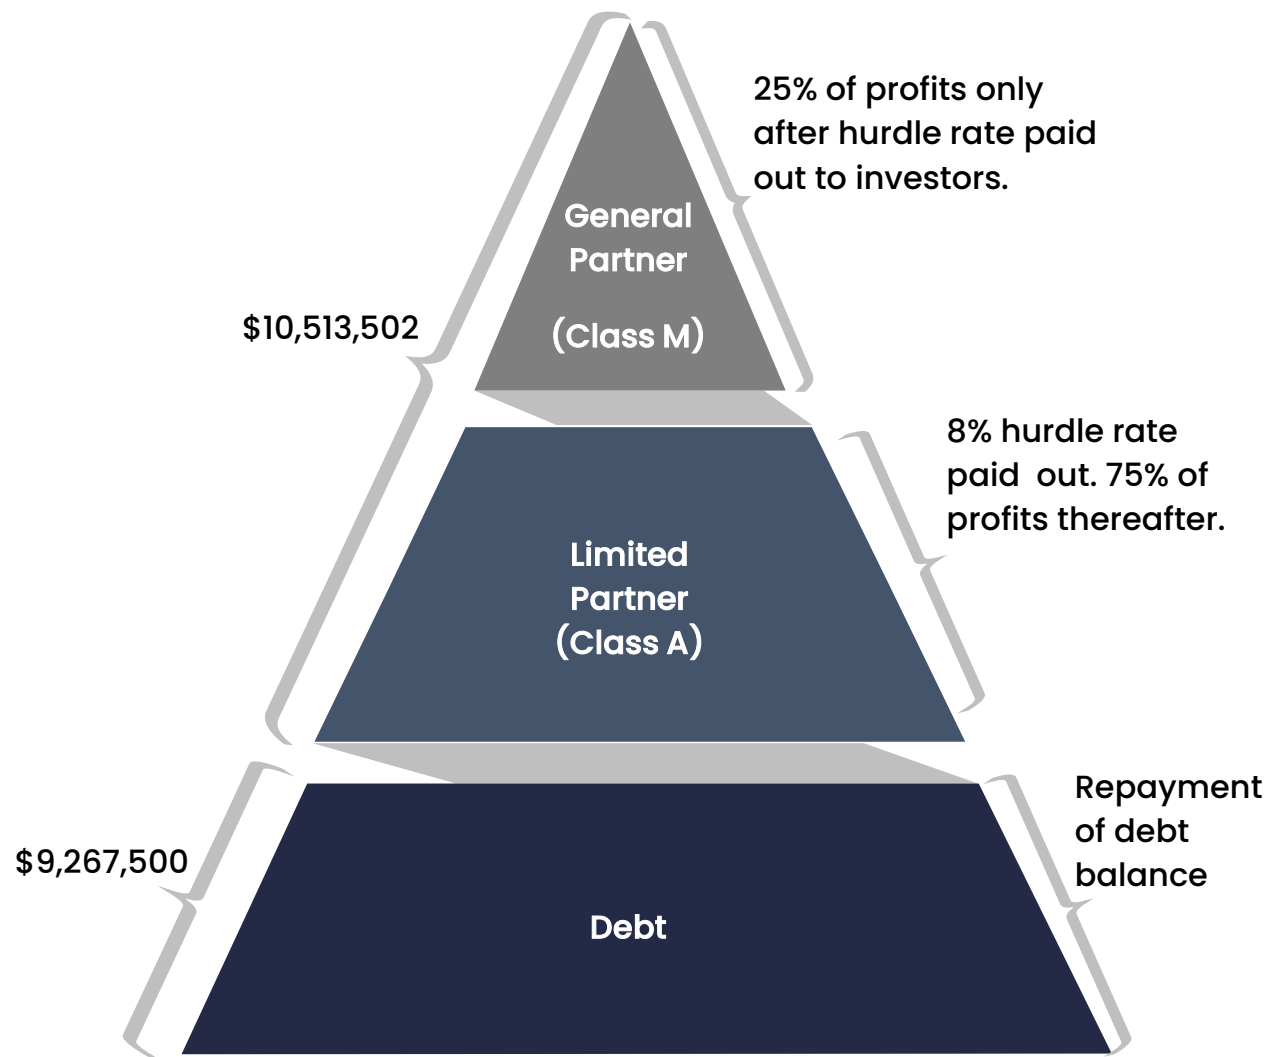 25% of profits only
after hurdle rate paid
out to investors.
General
Partner
(Class M)
$10,513,502
8% hurdle rate
paid  out. 75% of
profits thereafter.
Limited
Partner
(Class A)
Repayment
of debt
balance
$9,267,500
Debt